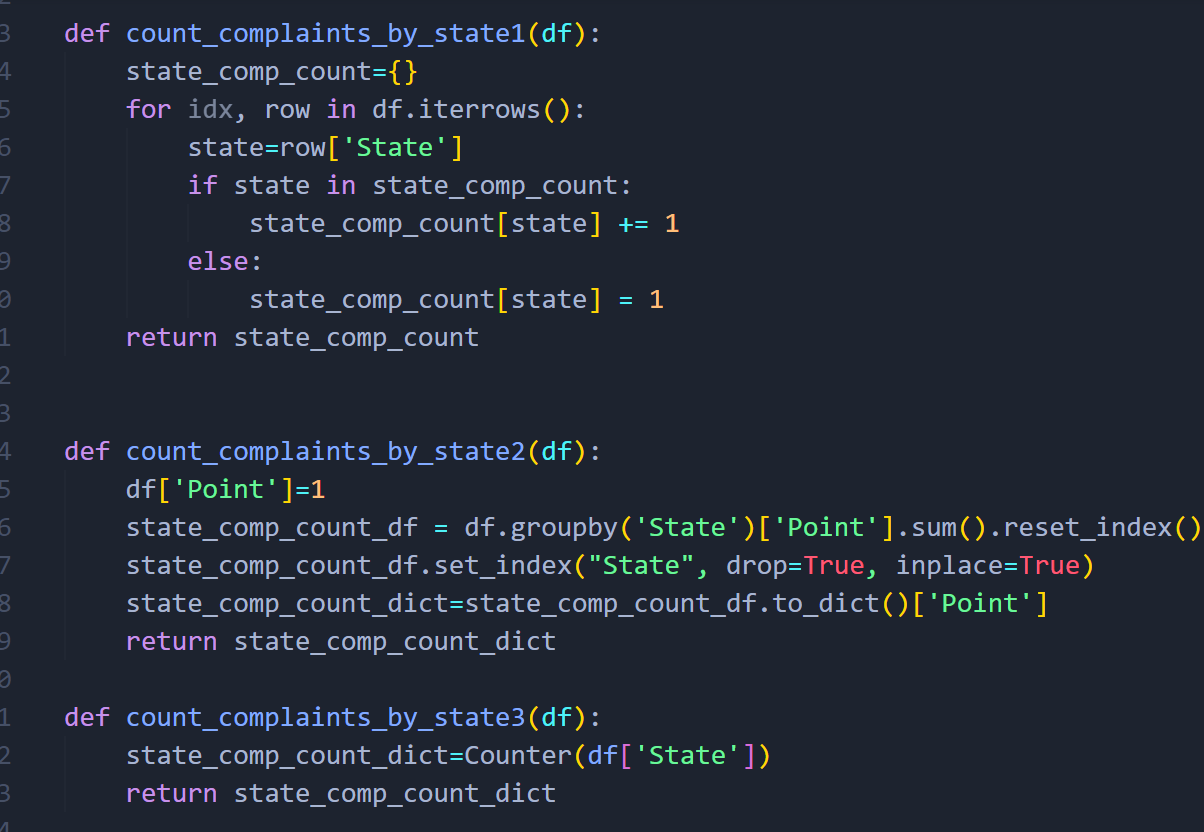 3 def count_complaints_by_state1(df):
4     state_comp_count={}
5     for idx, row in df.iterrows():
6         state=row['State']
7         if state in state_comp_count:
8             state_comp_count[state] += 1
9         else:
0             state_comp_count[state] = 1
1     return state_comp_count
2
3
4 def count_complaints_by_state2(df):
5     df['Point']=1
6     state_comp_count_df = df.groupby('State')['Point'].sum().reset_index()
7     state_comp_count_df.set_index("State", drop=True, inplace=True)
8     state_comp_count_dict=state_comp_count_df.to_dict()['Point']
9     return state_comp_count_dict
0
1 def count_complaints_by_state3(df):
2     state_comp_count_dict=Counter(df['State'])
3     return state_comp_count_dict